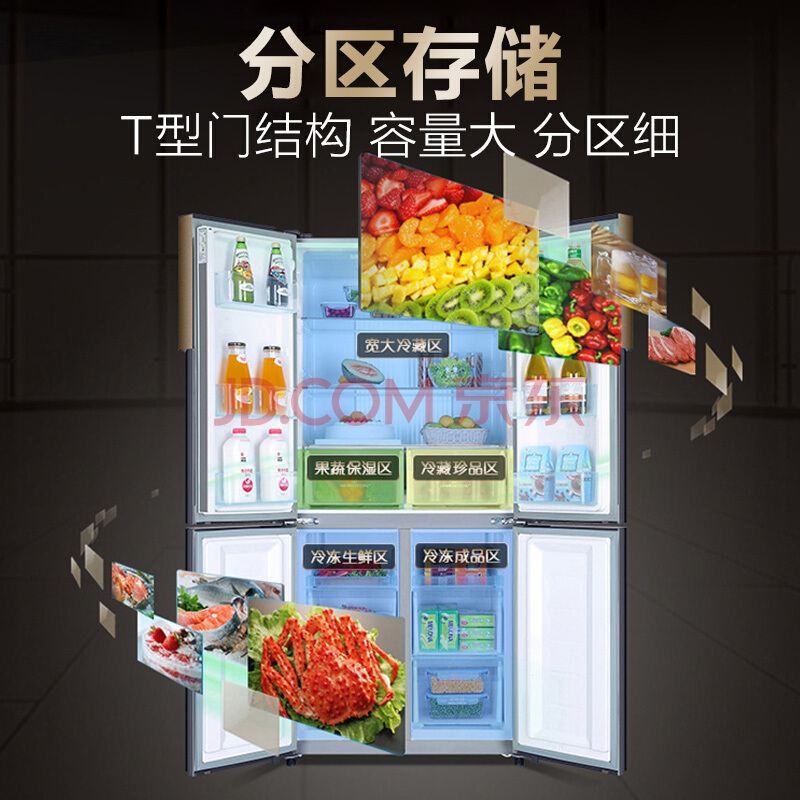 分区存储
T型门结构 容量大 分区细
宽大冷藏区
JD.COM 京东
果蔬保湿区
冷藏珍品区
冷冻生鲜区
冷冻成品区